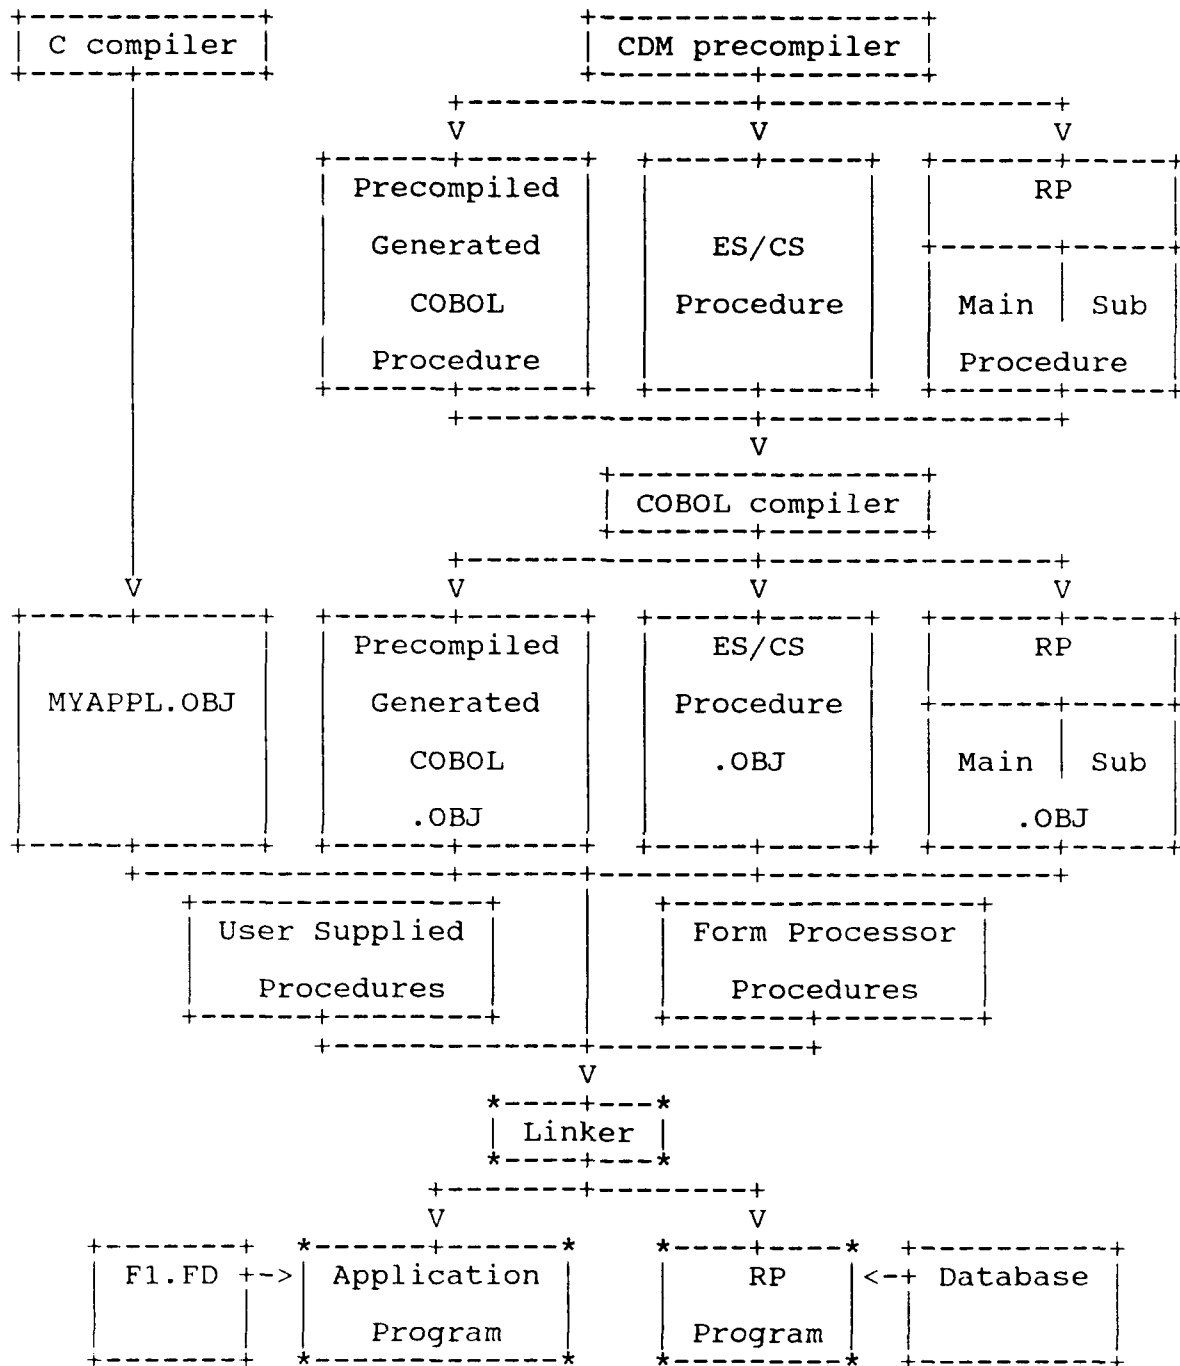 C compiler
CDM precompiler
V V V
Precompiled RP
Generated ES/CS
COBOL Procedure Main Sub
Procedure Procedure
V
COBOL compiler
V V V V
Precompiled ES/CS RP
MYAPPL.OBJ Generated Procedure
COBOL .OBJ Main Sub
.OBJ .OBJ
User Supplied Form Processor
Procedures Procedures
V
Linker
V V
F1.FD Application RP Database
Program Program